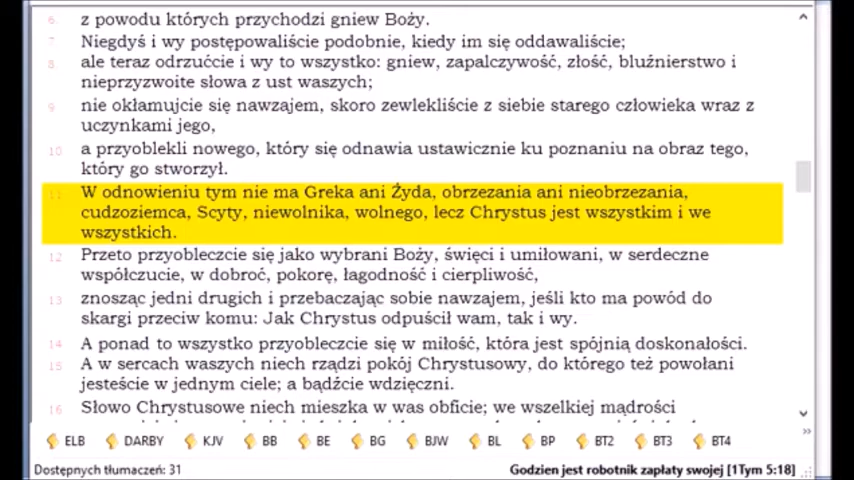 6. z powodu których przychodzi gniew Boży.
7. Niegdyś i wy postępowaliście podobnie, kiedy im się oddawaliście;
8. ale teraz odrzućcie i wy to wszystko: gniew, zapalczywość, złość, bluźnierstwo i
nieprzyzwoite słowa z ust waszych;
9. nie okłamujcie się nawzajem, skoro zewlekliście z siebie starego człowieka wraz z
uczynkami jego,
10. a przyoblekli nowego, który się odnawia ustawicznie ku poznaniu na obraz tego,
który go stworzył.
11. W odnowieniu tym nie ma Greka ani Żyda, obrzezania ani nieobrzezania,
cudzoziemca, Scyty, niewolnika, wolnego, lecz Chrystus jest wszystkim i we
wszystkich.
12. Przeto przyobleczcie się jako wybrani Boży, święci i umiłowani, w serdeczne
współczucie, w dobroć, pokorę, łagodność i cierpliwość,
13. znosząc jedni drugich i przebaczając sobie nawzajem, jeśli kto ma powód do
skargi przeciw komu: Jak Chrystus odpuścił wam, tak i wy.
14. A ponad to wszystko przyobleczcie się w miłość, która jest spójnią doskonałości.
15. A w sercach waszych niech rządzi pokój Chrystusowy, do którego też powołani
jesteście w jednym ciele; a bądźcie wdzięczni.
16. Słowo Chrystusowe niech mieszka w was obficie; we wszelkiej mądrości
ELB DARBY KJV BB BE BG BJW BL BP BT2 BT3 BT4
Dostępnych tłumaczeń: 31 Godzien jest robotnik zapłaty swojej [1Tym 5:18]